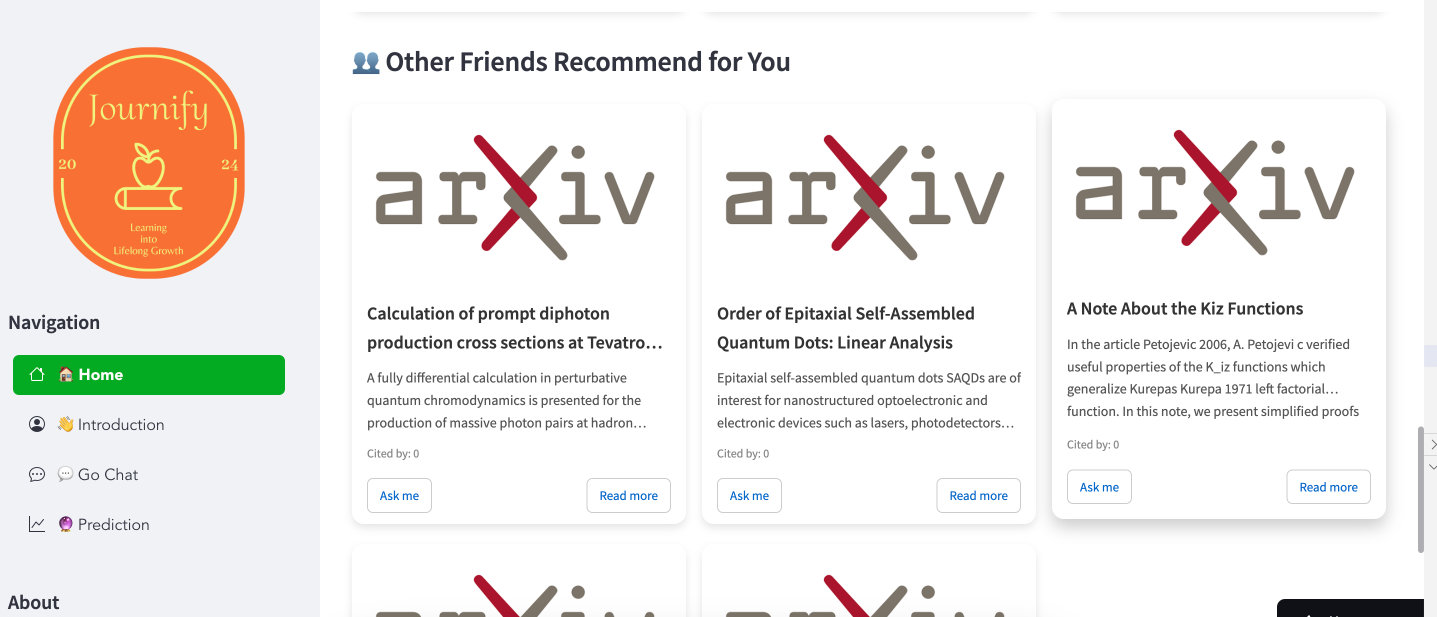 Journify
20 24
Learning
into
Lifelong Growth
Navigation
Home
Introduction
Go Chat
Prediction
About
Other Friends Recommend for You
arXiv
Calculation of prompt diphoton
production cross sections at Tevatro…
A fully differential calculation in perturbative
quantum chromodynamics is presented for the
production of massive photon pairs at hadron…
Cited by: 0
Ask me Read more
arXiv
Order of Epitaxial Self-Assembled
Quantum Dots: Linear Analysis
Epitaxial self-assembled quantum dots SAQDs are of
interest for nanostructured optoelectronic and
electronic devices such as lasers, photodetectors…
Cited by: 0
Ask me Read more
arXiv
A Note About the Kiz Functions
In the article Petojevic 2006, A. Petojevi c verified
useful properties of the K_iz functions which
generalize Kurepas Kurepa 1971 left factorial…
function. In this note, we present simplified proofs
Cited by: 0
Ask me Read more